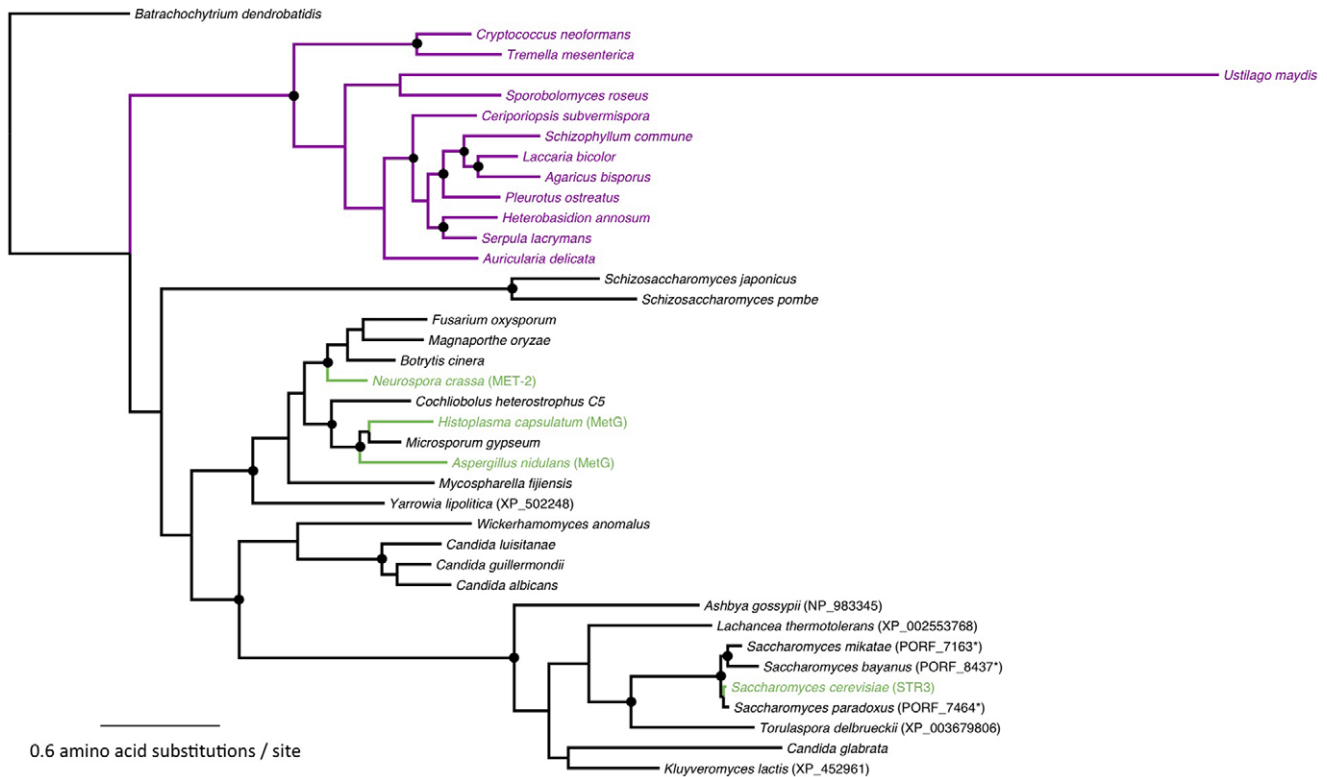 Batrachochytrium dendrobatidis
Cryptococcus neoformans
Tremella mesenterica
Ustilago maydis
Sporobolomyces roseus
Ceriporiopsis subvermispora
Schizophyllum commune
Laccaria bicolor
Agaricus bisporus
Pleurotus ostreatus
Heterobasidion annosum
Serpula lacrymans
Auricularia delicata
Schizosaccharomyces japonicus
Schizosaccharomyces pombe
Fusarium oxysporum
Magnaporthe oryzae
Botrytis cinera
Neurospora crassa (MET-2)
Cochliobolus heterostrophus C5
Histoplasma capsulatum (MetG)
Microsporum gypseum
Aspergillus nidulans (MetG)
Mycospharella fijiensis
Yarrowia lipolitica (XP_502248)
Wickerhamomyces anomalus
Candida luisitanae
Candida guillermondii
Candida albicans
Ashbya gossypii (NP_983345)
Lachancea thermotolerans (XP_002553768)
Saccharomyces mikatae (PORF_7163*)
Saccharomyces bayanus (PORF_8437*)
Saccharomyces cerevisiae (STR3)
Saccharomyces paradoxus (PORF_7464*)
Torulaspora delbrueckii (XP_003679806)
Candida glabrata
Kluyveromyces lactis (XP_452961)
0.6 amino acid substitutions / site